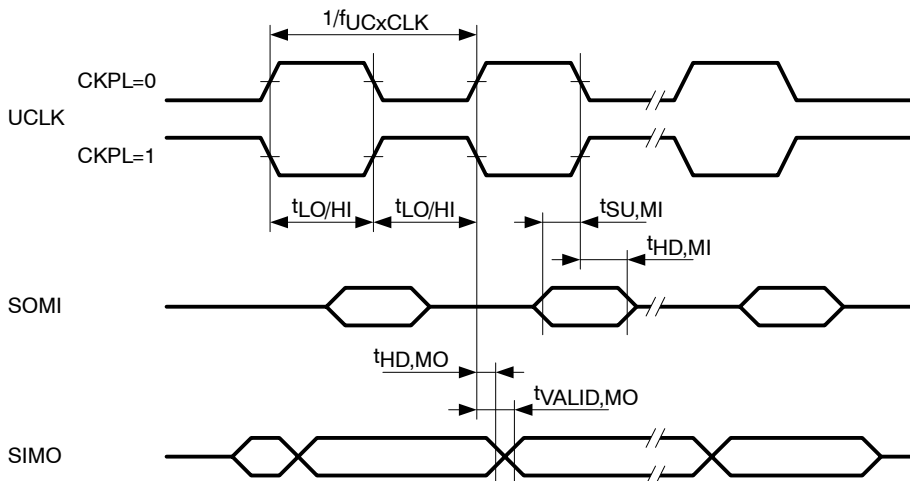 1/fUCxCLK
CKPL=0
UCLK
CKPL=1
tLO/HI tLO/HI tSU,MI
tHD,MI
SOMI
tHD,MO
tVALID,MO
SIMO